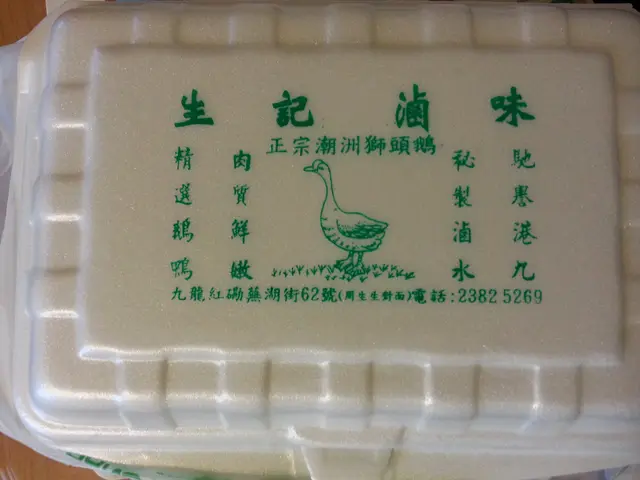 生記滷味
正宗潮洲獅頭鵝
馳譽港九
秘製滷水
肉質鮮嫩
精選鵝鴨
九龍紅磡蕪湖街62號(周生生對面)電話:2382 5269